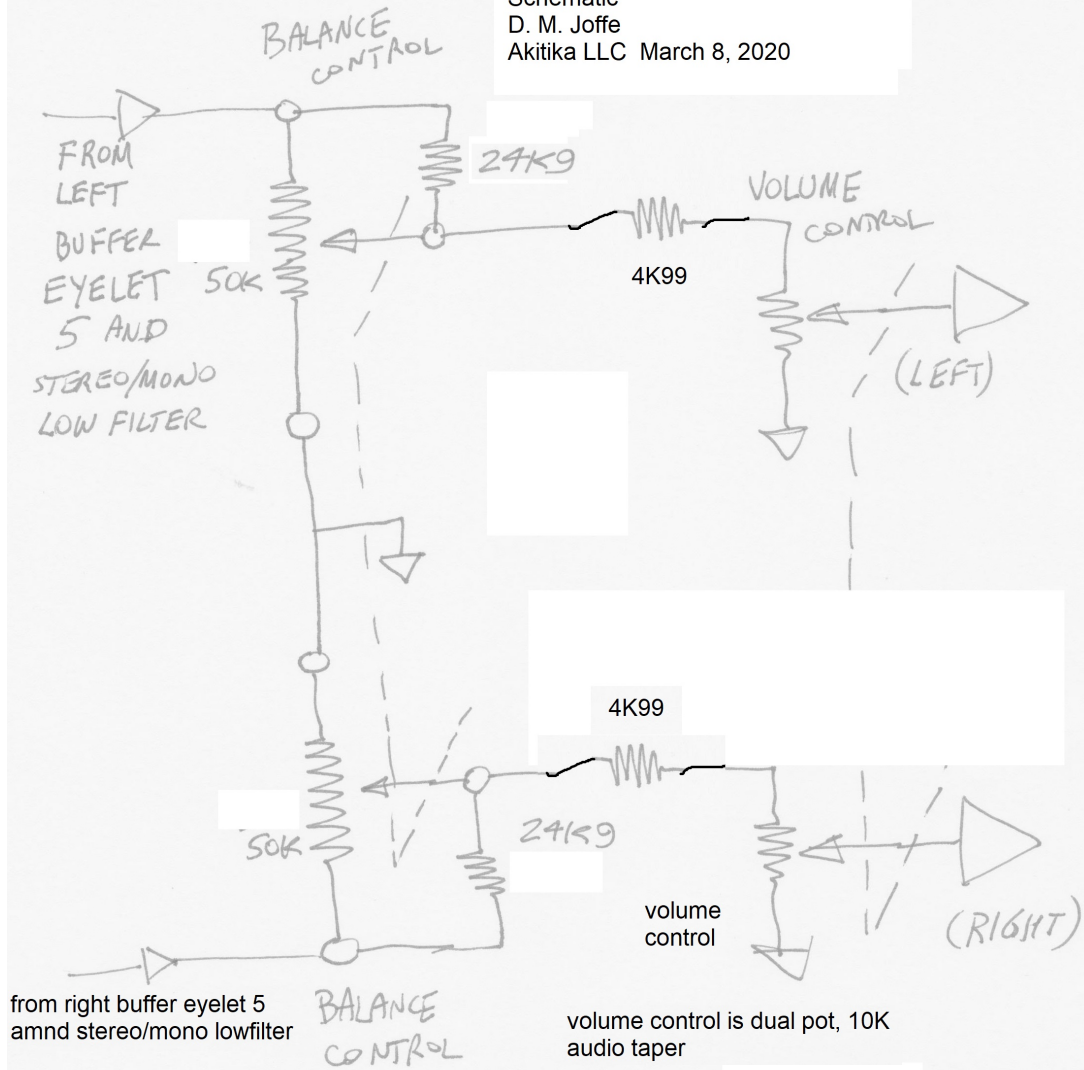 Schematic
D. M. Joffe
Akitika LLC  March 8, 2020
BALANCE
CONTROL
FROM
LEFT
BUFFER
EYELET
5 AND
STEREO/MONO
LOW FILTER
50K
24K9
4K99
VOLUME
CONTROL
(LEFT)
4K99
50K
24K9
volume
control
(RIGHT)
from right buffer eyelet 5
amnd stereo/mono lowfilter
BALANCE
CONTROL
volume control is dual pot, 10K
audio taper